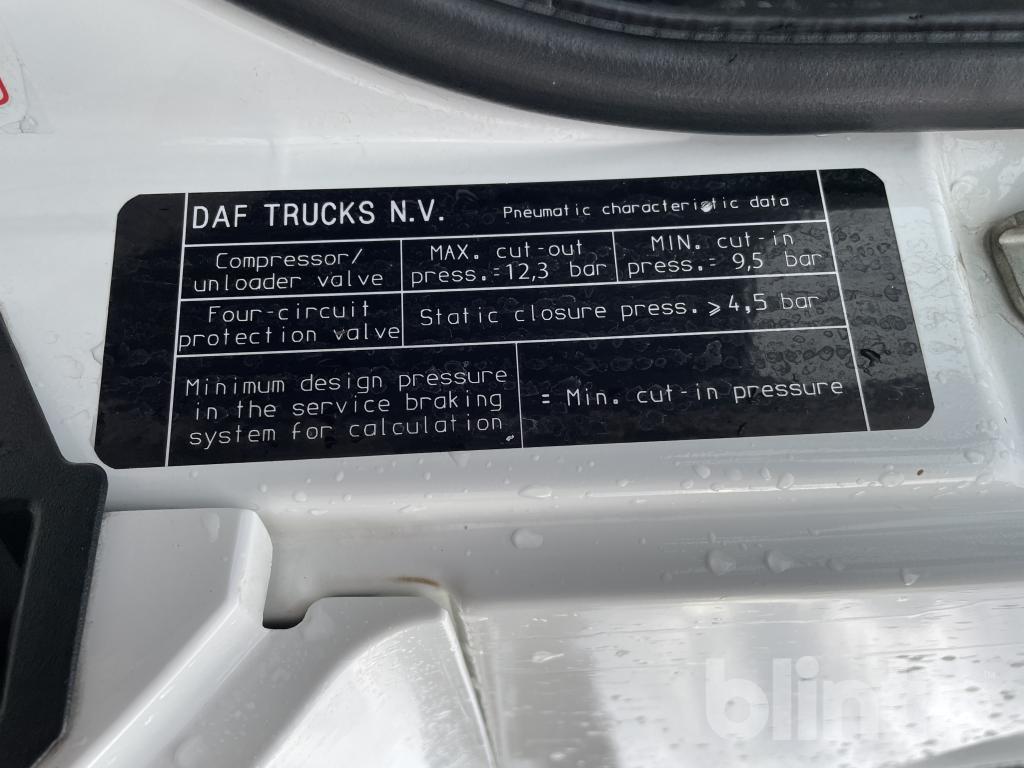 DAF TRUCKS N.V. Pneumatic characteristic data
Compressor/
unloader valve
MAX. cut-out
press.=12,3 bar
MIN. cut-in
press.= 9,5 bar
Four-circuit
protection valve
Static closure press. ⩾ 4,5 bar
Minimum design pressure
in the service braking
system for calculation
= Min. cut-in pressure